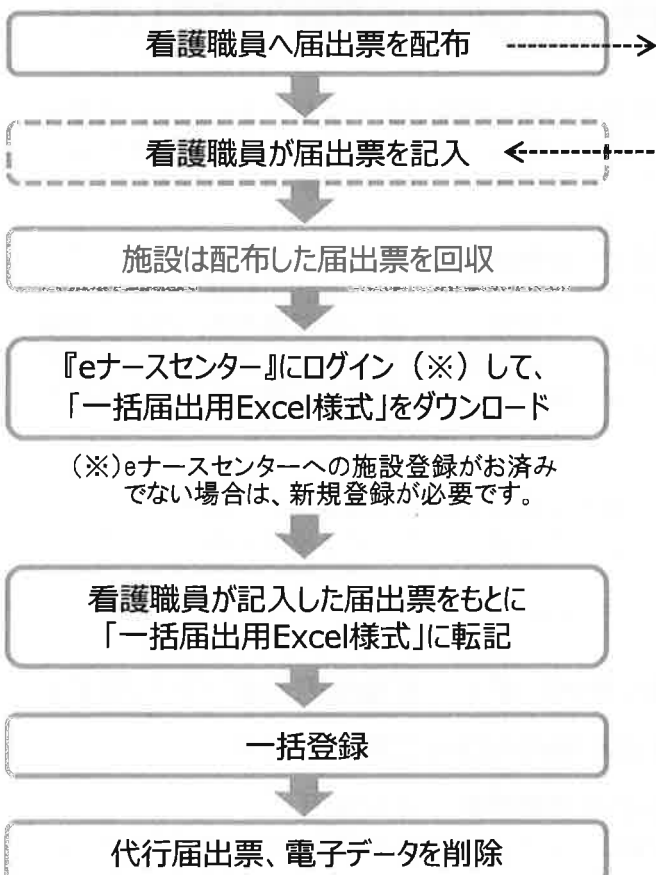 看護職員へ届出票を配布
看護職員が届出票を記入
施設は配布した届出票を回収
『eナースセンター』にログイン（※）して、
「一括届出用Excel様式」をダウンロード
（※）eナースセンターへの施設登録がお済み
でない場合は、新規登録が必要です。
看護職員が記入した届出票をもとに
「一括届出用Excel様式」に転記
一括登録
代行届出票、電子データを削除